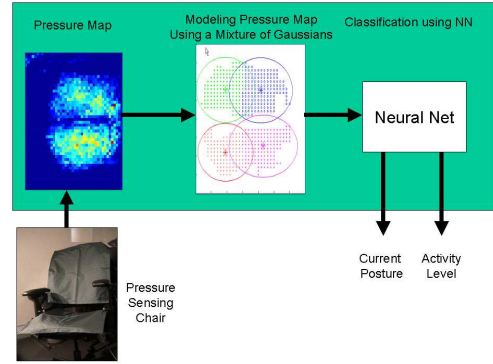 Pressure Map
Modeling Pressure Map
Using a Mixture of Gaussians
Classification using NN
Neural Net
Current
Posture
Activity
Level
Pressure
Sensing
Chair